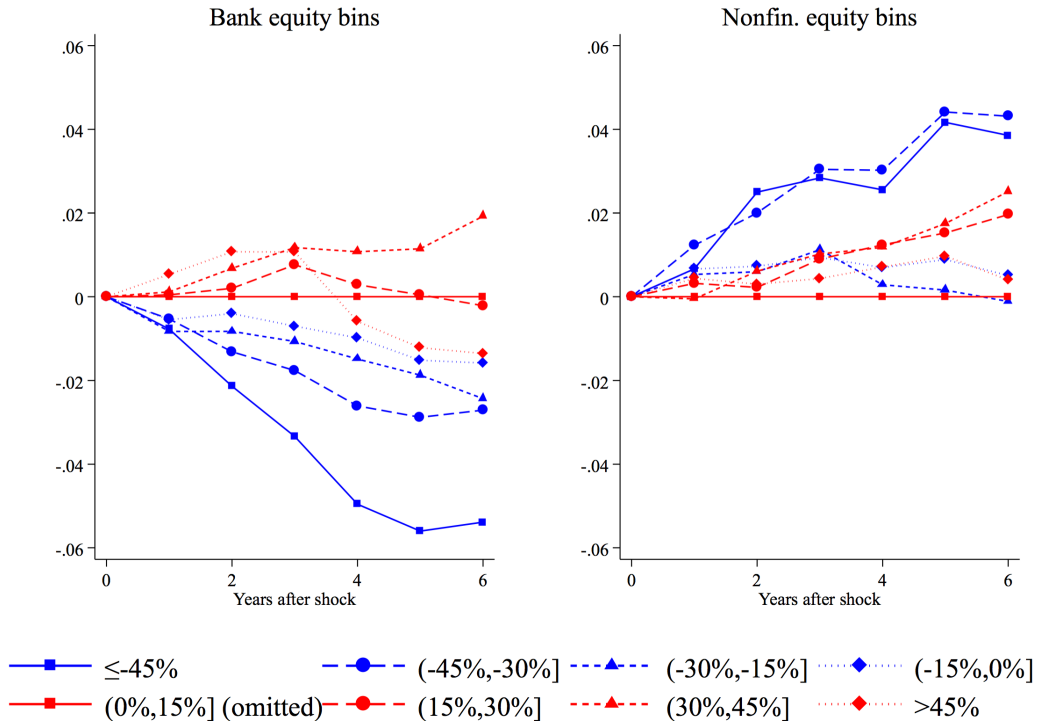 Bank equity bins
Nonfin. equity bins
.06
.04
.02
0
-.02
-.04
-.06
0 2 4 6
Years after shock
.06
.04
.02
0
-.02
-.04
-.06
0 2 4 6
Years after shock
≤-45% (-45%,-30%] (-30%,-15%] (-15%,0%]
(0%,15%] (omitted) (15%,30%] (30%,45%] >45%